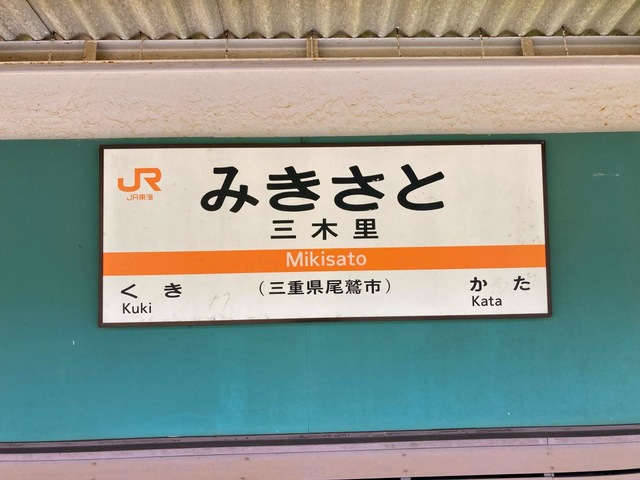 JR
JR東海
みきさと
三木里
Mikisato
くき
Kuki
(三重県尾鷲市)
かた
Kata